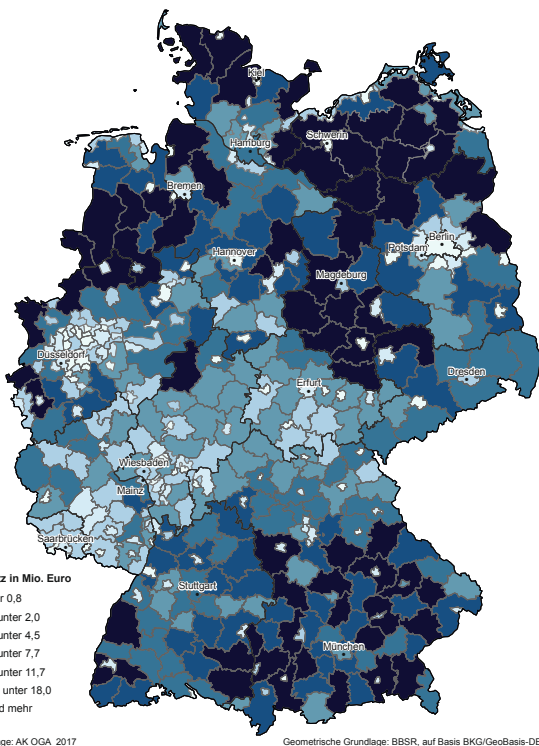 Kiel
Schwerin
Hamburg
Bremen
Berlin
Potsdam
Hannover
Magdeburg
Düsseldorf
Dresden
Erfurt
Wiesbaden
Mainz
Saarbrücken
z in Mio. Euro
r 0,8
unter 2,0
unter 4,5
unter 7,7
unter 11,7
unter 18,0
d mehr
Stuttgart
München
ge: AK OGA 2017
Geometrische Grundlage: BBSR, auf Basis BKG/GeoBasis-DE